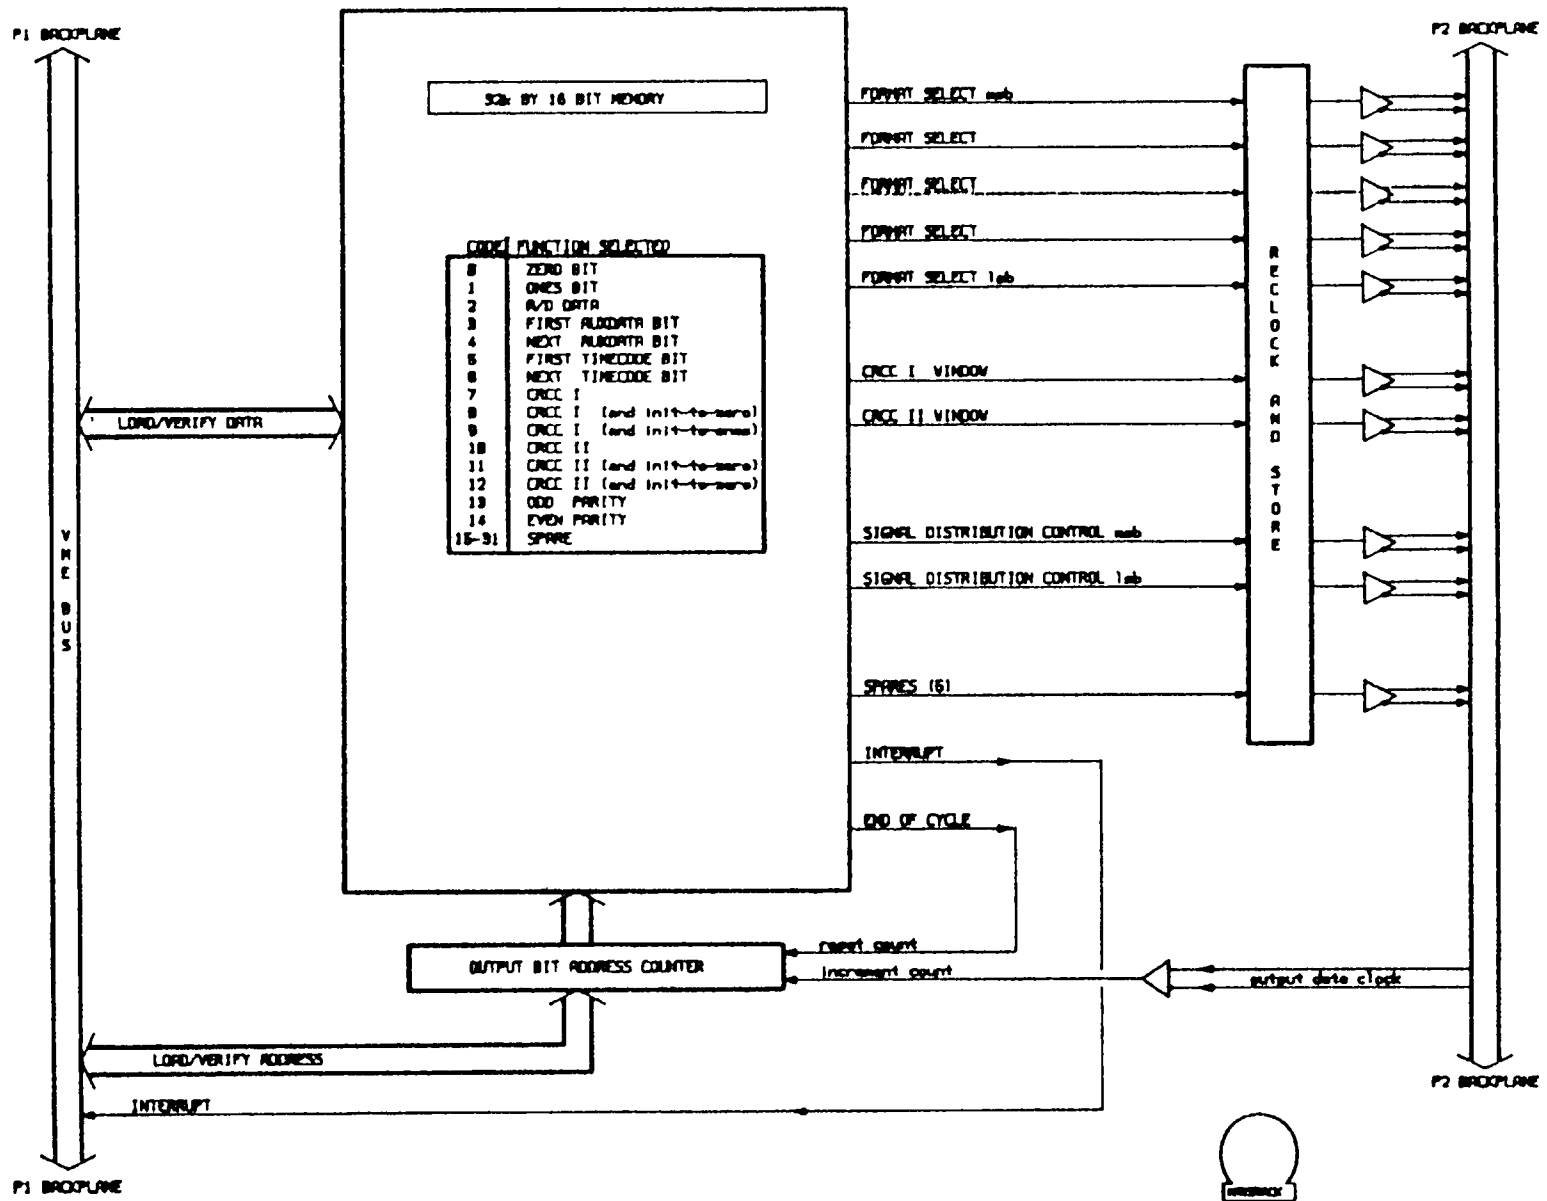 P1 BACKPLANE
P2 BACKPLANE
32k BY 16 BIT MEMORY
FORMAT SELECT msb
FORMAT SELECT
FORMAT SELECT
FORMAT SELECT
FORMAT SELECT lsb
CODE FUNCTION SELECTED
0 ZERO BIT
1 ONES BIT
2 A/D DATA
3 FIRST AUXDATA BIT
4 NEXT AUXDATA BIT
5 FIRST TIMECODE BIT
6 NEXT TIMECODE BIT
7 CRCC I
8 CRCC I (and init-to-zero)
9 CRCC I (and init-to-ones)
10 CRCC II
11 CRCC II (and init-to-zero)
12 CRCC II (and init-to-zero)
13 ODD PARITY
14 EVEN PARITY
15-31 SPARE
CRCC I WINDOW
CRCC II WINDOW
RECLOCK AND STORE
LOAD/VERIFY DATA
VME BUS
SIGNAL DISTRIBUTION CONTROL msb
SIGNAL DISTRIBUTION CONTROL lsb
SPARES (6)
INTERRUPT
END OF CYCLE
reset count
OUTPUT BIT ADDRESS COUNTER
increment count
output data clock
LOAD/VERIFY ADDRESS
INTERRUPT
P2 BACKPLANE
P1 BACKPLANE
HAYSTACK